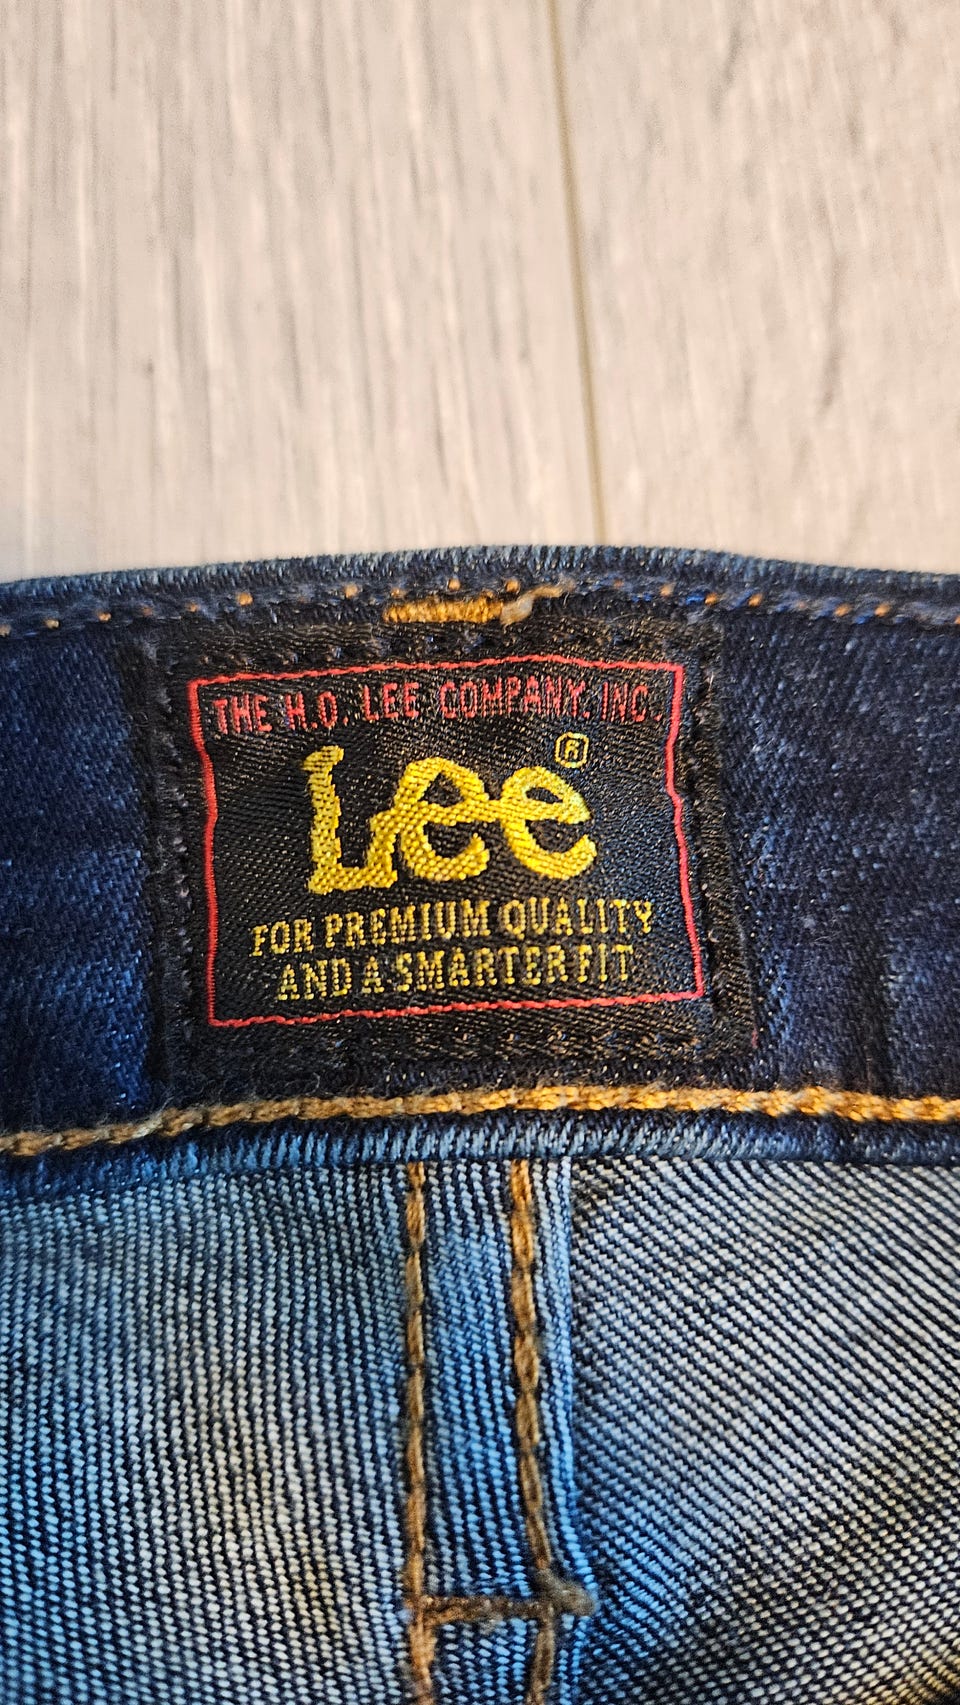 THE H.D. LEE COMPANY, INC.
Lee ®
FOR PREMIUM QUALITY
AND A SMARTER FIT